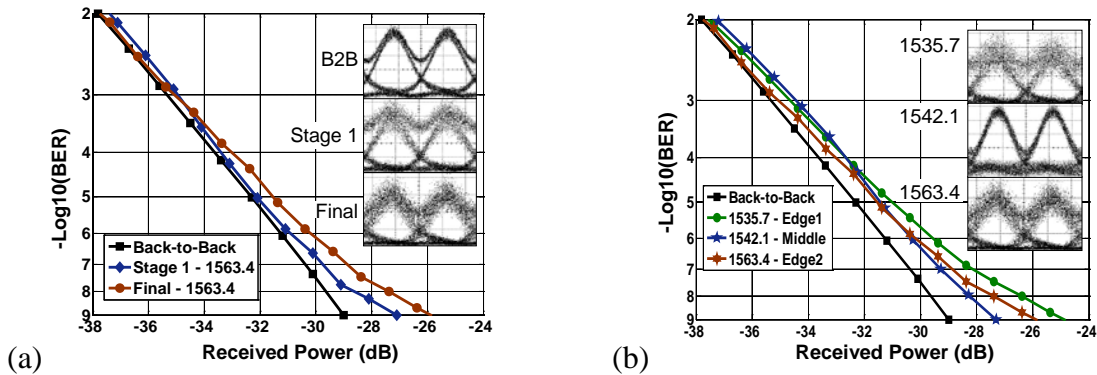 2
3
4
5
6
7
8
9
-Log10(BER)
B2B
Stage 1
Final
Back-to-Back
Stage 1 - 1563.4
Final - 1563.4
-38 -36 -34 -32 -30 -28 -26 -24
Received Power (dB)
(a)
2
3
4
5
6
7
8
9
-Log10(BER)
1535.7
1542.1
1563.4
Back-to-Back
1535.7 - Edge1
1542.1 - Middle
1563.4 - Edge2
-38 -36 -34 -32 -30 -28 -26 -24
Received Power (dB)
(b)